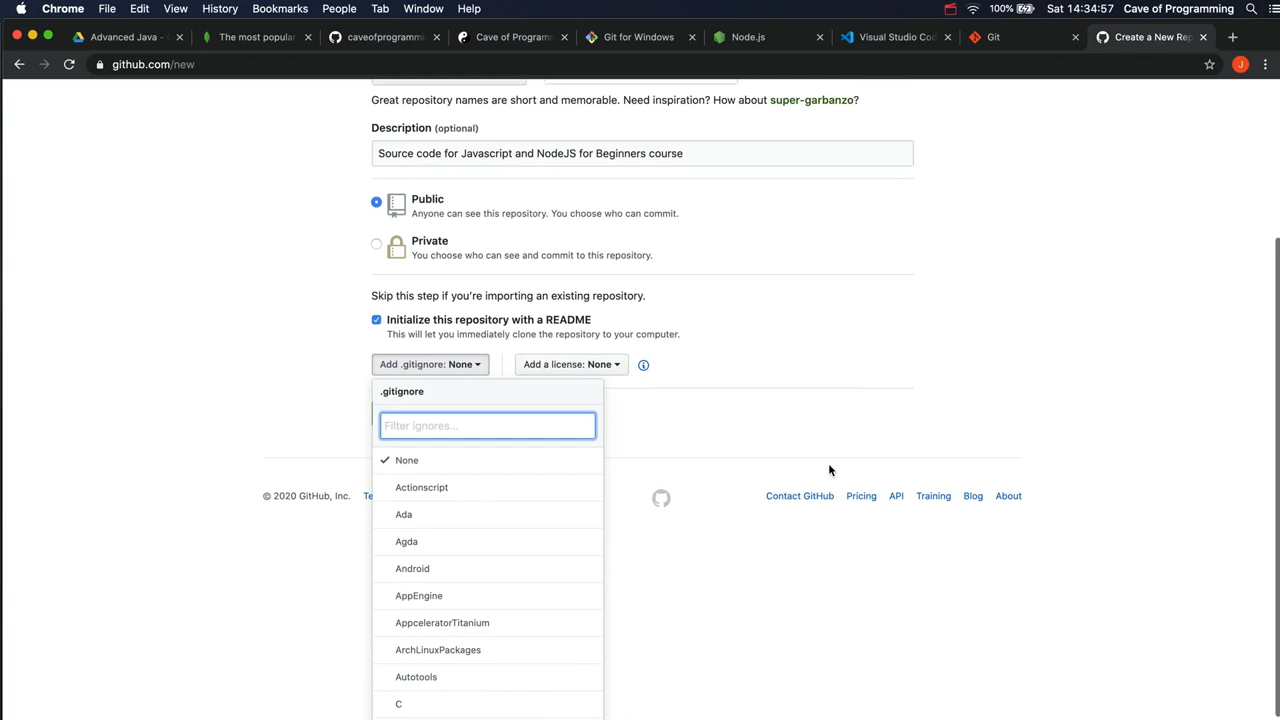 Chrome File Edit View History Bookmarks People Tab Window Help 100% Sat 14:34:57 Cave of Programming
Advanced Java - The most popular caveofprogrammin Cave of Programm Git for Windows Node.js Visual Studio Cod Git Create a New Rep
github.com/new J
Great repository names are short and memorable. Need inspiration? How about super-garbanzo?
Description (optional)
Source code for Javascript and NodeJS for Beginners course
Public
Anyone can see this repository. You choose who can commit.
Private
You choose who can see and commit to this repository.
Skip this step if you're importing an existing repository.
Initialize this repository with a README
This will let you immediately clone the repository to your computer.
Add .gitignore: None Add a license: None
.gitignore
Filter ignores...
None
Actionscript
© 2020 GitHub, Inc. Te Contact GitHub Pricing API Training Blog About
Ada
Agda
Android
AppEngine
AppceleratorTitanium
ArchLinuxPackages
Autotools
C